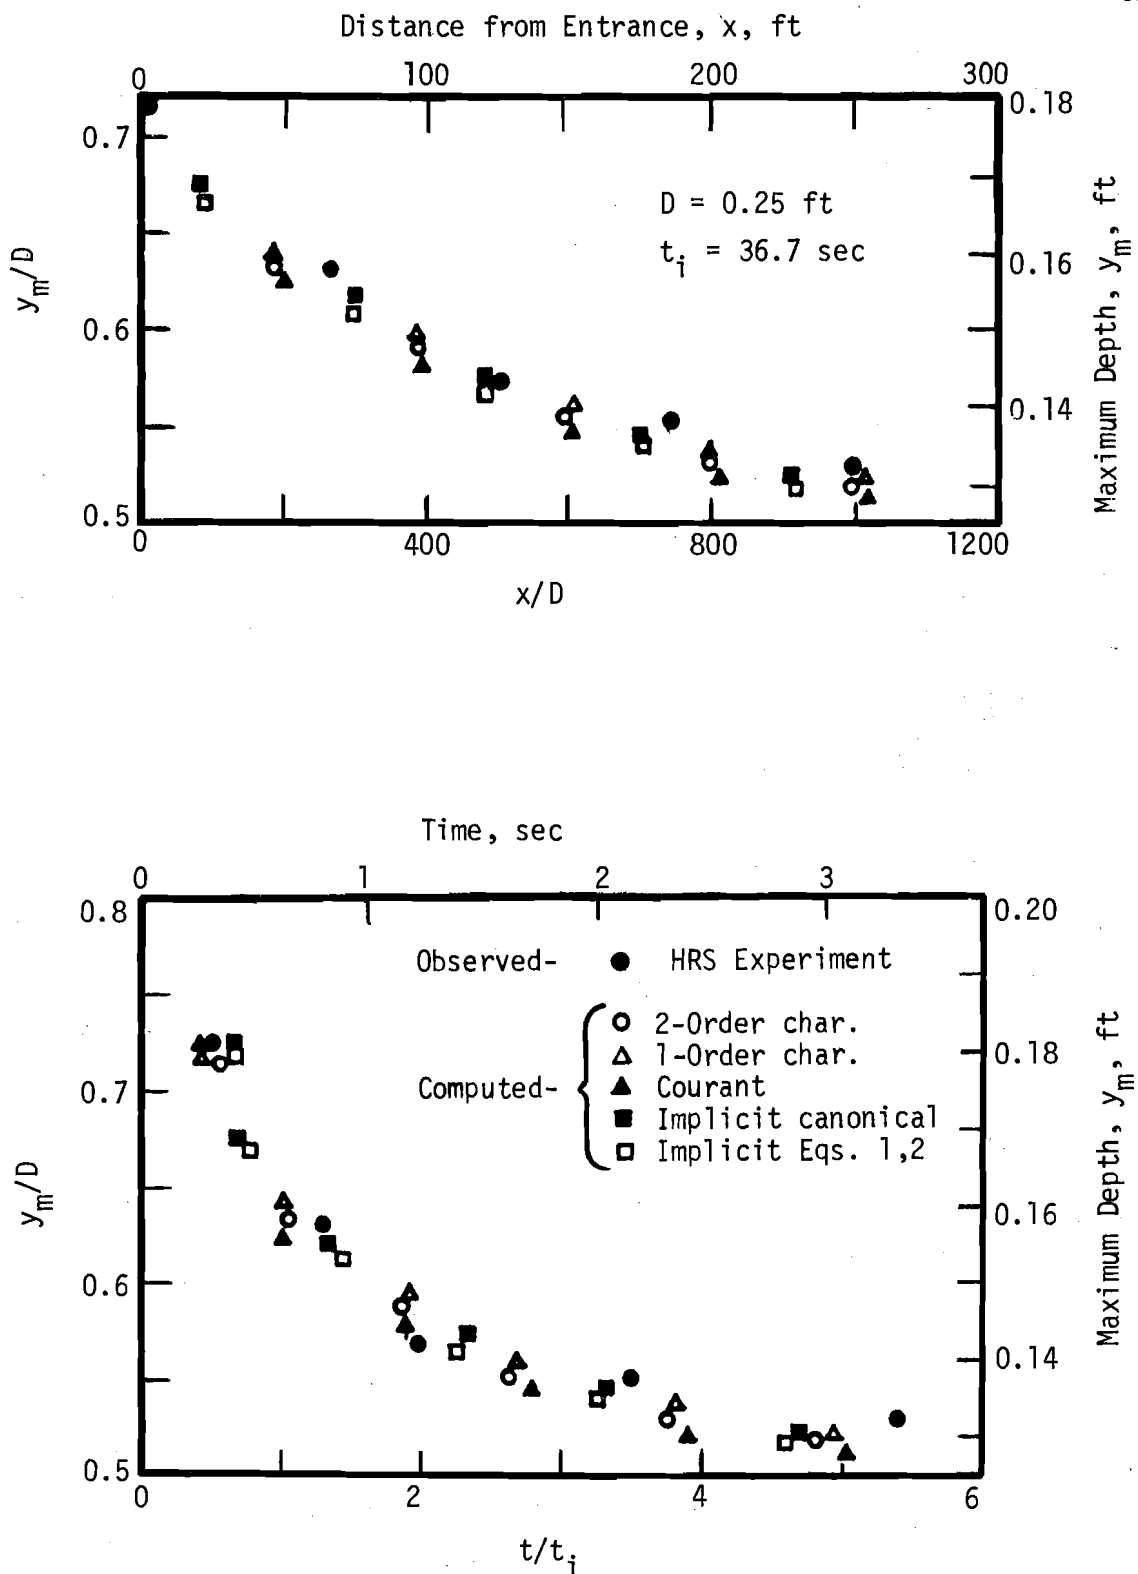 Distance from Entrance, x, ft
0 100 200 300
0.7
0.6
0.5
y_m/D
D = 0.25 ft
t_i = 36.7 sec
0.18
0.16
0.14
Maximum Depth, y_m, ft
0 400 800 1200
x/D
Time, sec
0 1 2 3
0.8
0.7
0.6
0.5
y_m/D
Observed- HRS Experiment
Computed-
2-Order char.
1-Order char.
Courant
Implicit canonical
Implicit Eqs. 1,2
0.20
0.18
0.16
0.14
Maximum Depth, y_m, ft
0 2 4 6
t/t_i